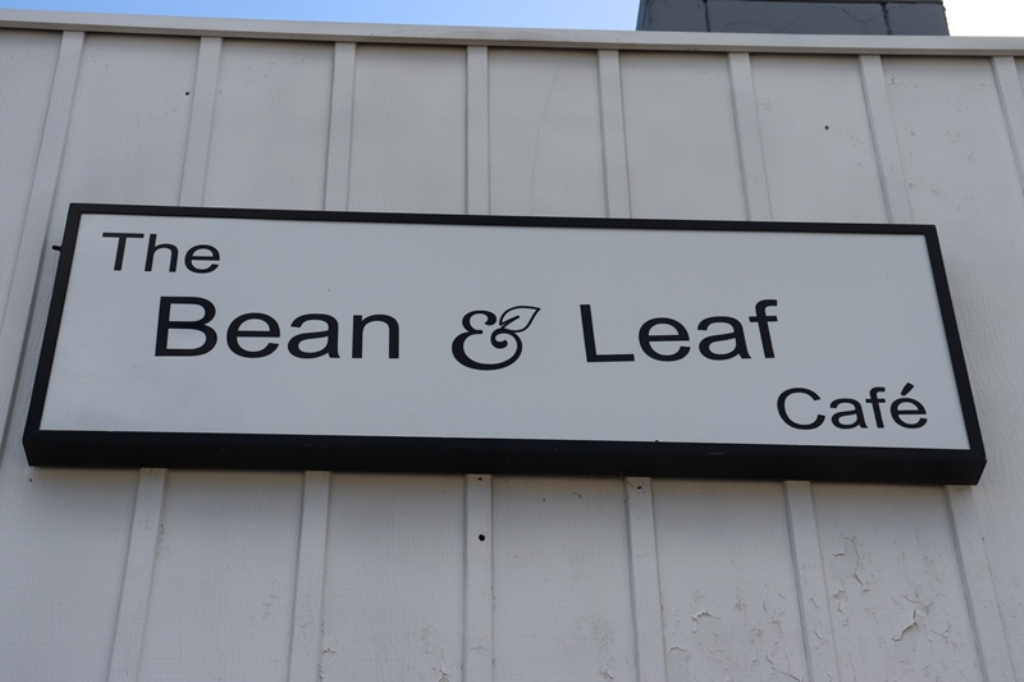 The
Bean & Leaf
Café